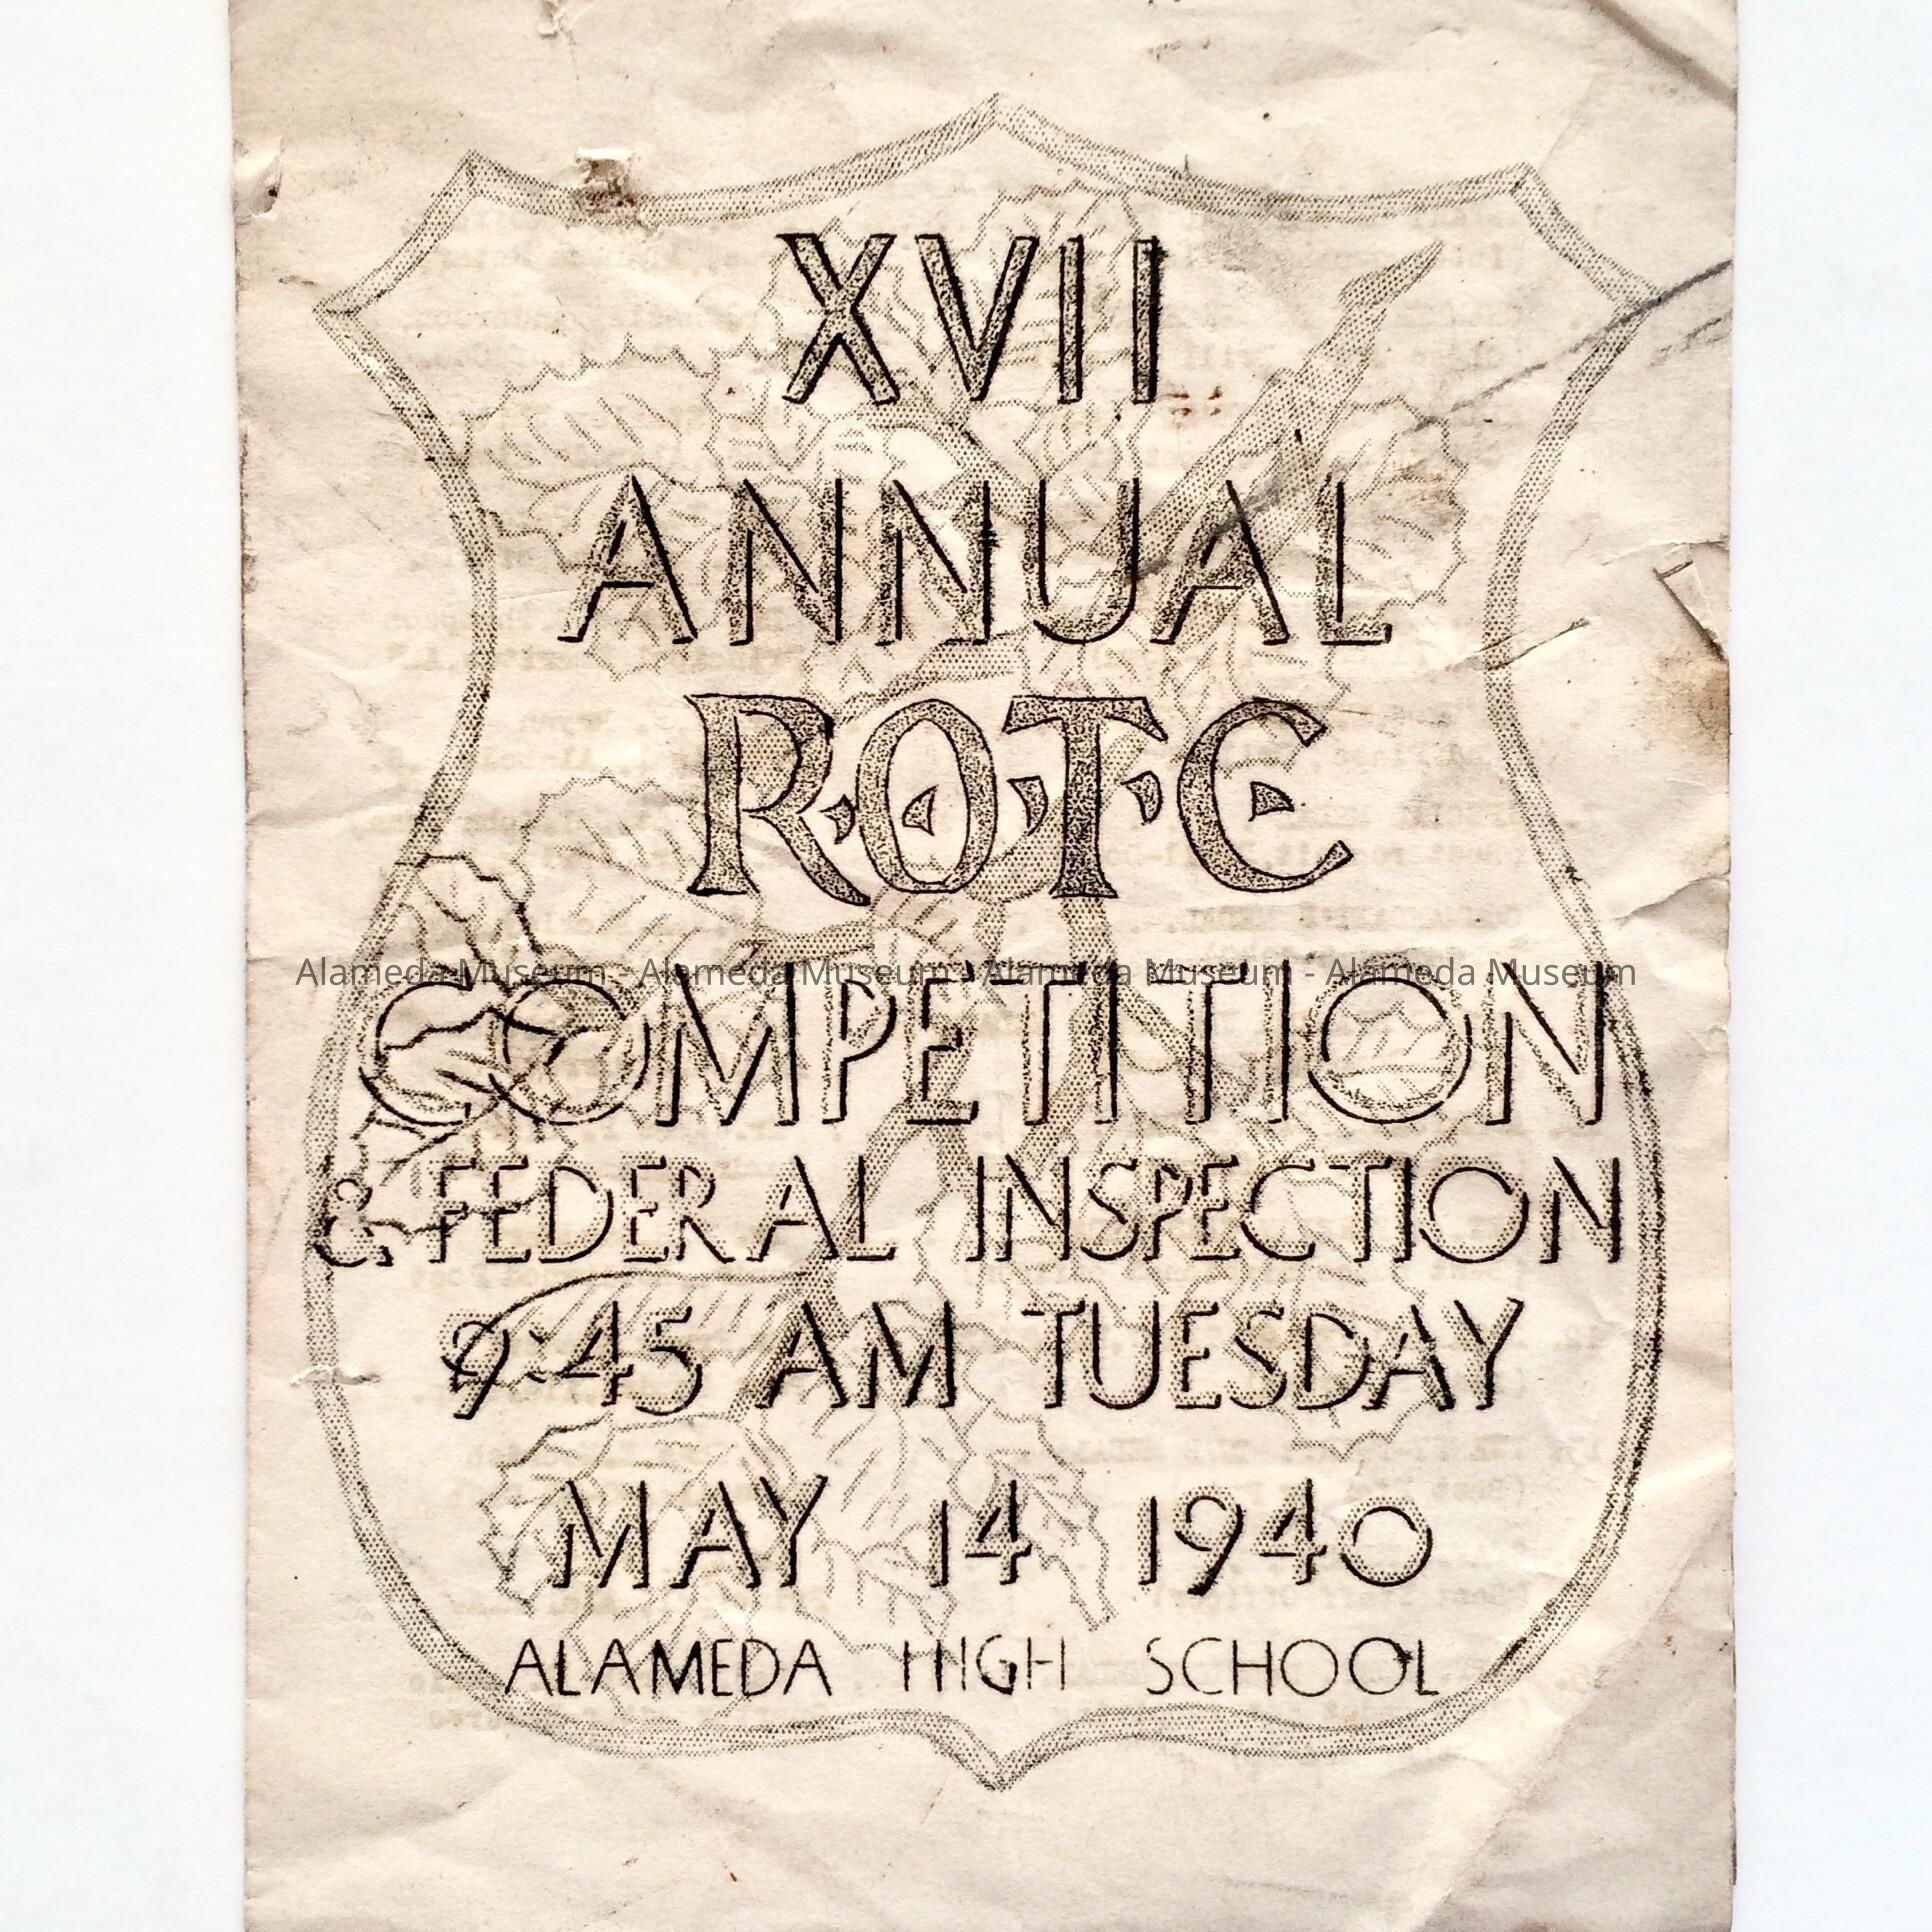 XVII
ANNUAL
R.O.T.C
Alameda Museum - Alameda Museum - Alameda Museum - Alameda Museum
COMPETITION
& FEDERAL INSPECTION
9:45 AM TUESDAY
MAY 14 1940
ALAMEDA HIGH SCHOOL